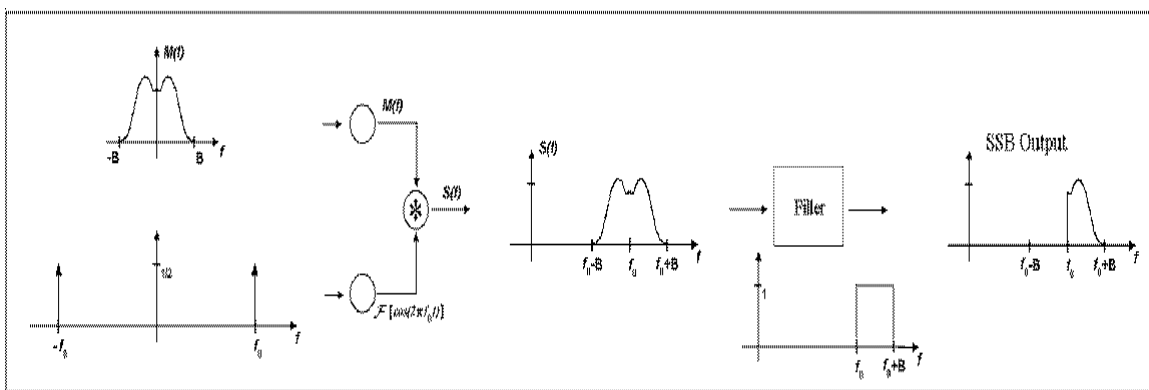 M(f)
-B B f
1/2
-f₀ f₀ f
M(f)
*
S(f)
ℱ[cos(2πf₀t)]
S(f)
f₀-B f₀ f₀+B f
Filter
1
f₀ f₀+B f
SSB Output
f₀-B f₀ f₀+B f